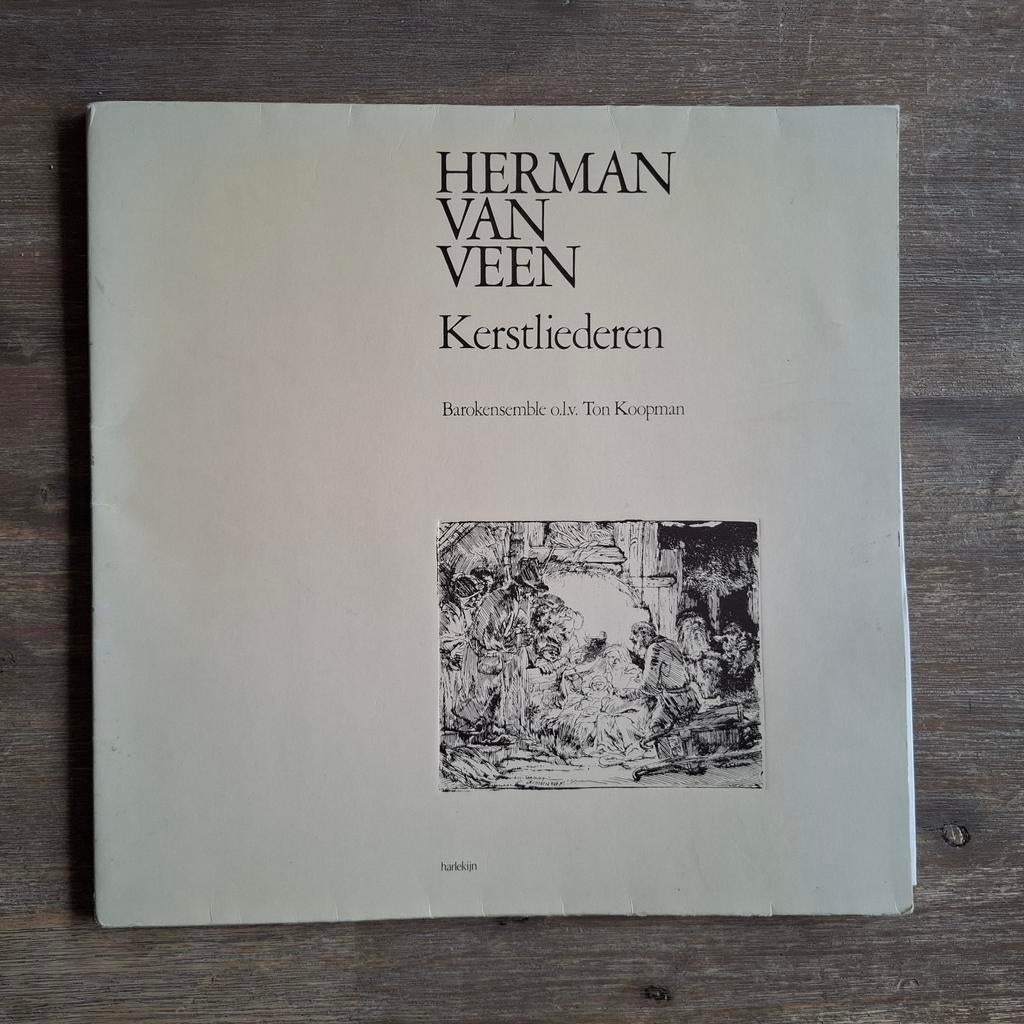 HERMAN
VAN
VEEN
Kerstliederen
Barokensemble o.l.v. Ton Koopman
harlekijn